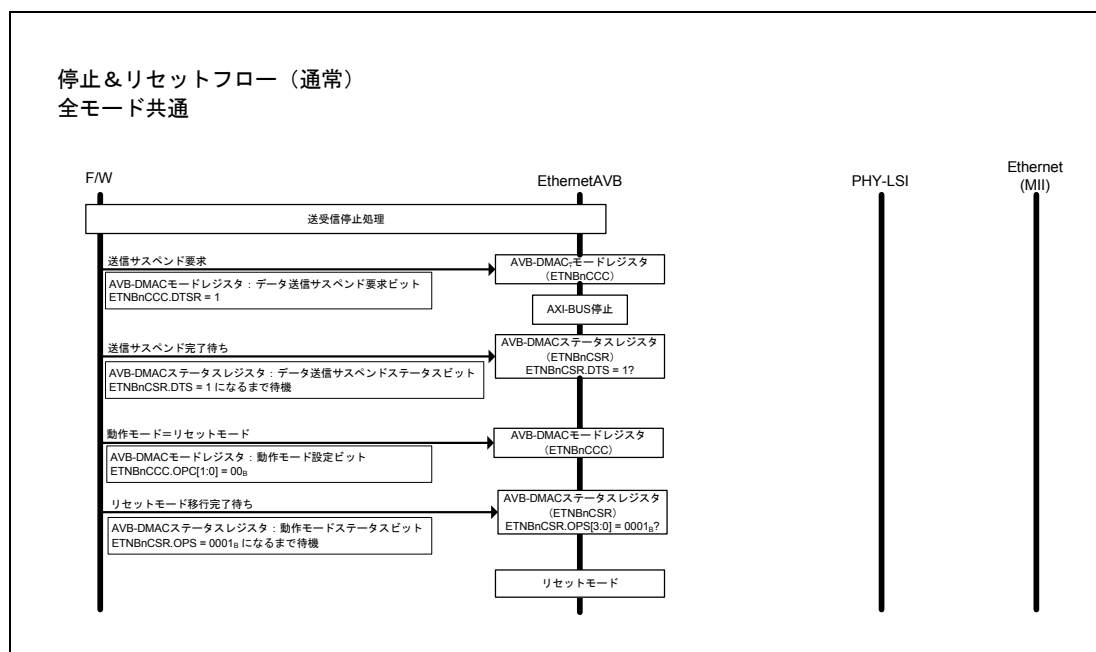 停止&リセットフロー(通常)
全モード共通
F/W
EthernetAVB
PHY-LSI
Ethernet
(MII)
送受信停止処理
送信サスペンド要求
AVB-DMACモードレジスタ:データ送信サスペンド要求ビット
ETNBnCCC.DTSR = 1
AVB-DMAC,モードレジスタ
(ETNBnCCC)
AXI-BUS停止
送信サスペンド完了待ち
AVB-DMACステータスレジスタ:データ送信サスペンドステータスビット
ETNBnCSR.DTS = 1 になるまで待機
AVB-DMACステータスレジスタ
(ETNBnCSR)
ETNBnCSR.DTS = 1?
動作モード=リセットモード
AVB-DMACモードレジスタ:動作モード設定ビット
ETNBnCCC.OPC[1:0] = 00B
AVB-DMACモードレジスタ
(ETNBnCCC)
リセットモード移行完了待ち
AVB-DMACステータスレジスタ:動作モードステータスビット
ETNBnCSR.OPS = 0001B になるまで待機
AVB-DMACステータスレジスタ
(ETNBnCSR)
ETNBnCSR.OPS[3:0] = 0001B?
リセットモード